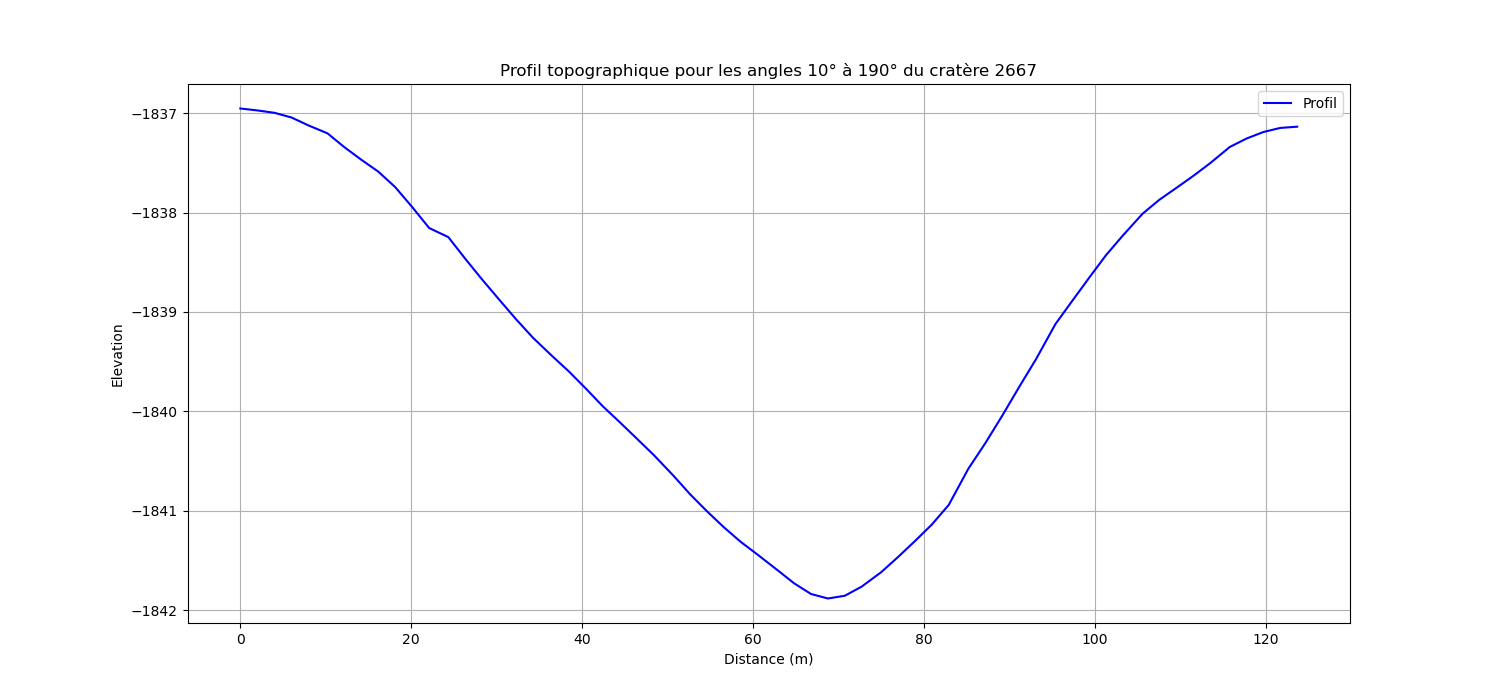 Profil topographique pour les angles 10° à 190° du cratère 2667
Profil
−1837
−1838
−1839
−1840
−1841
−1842
Elevation
0 20 40 60 80 100 120
Distance (m)